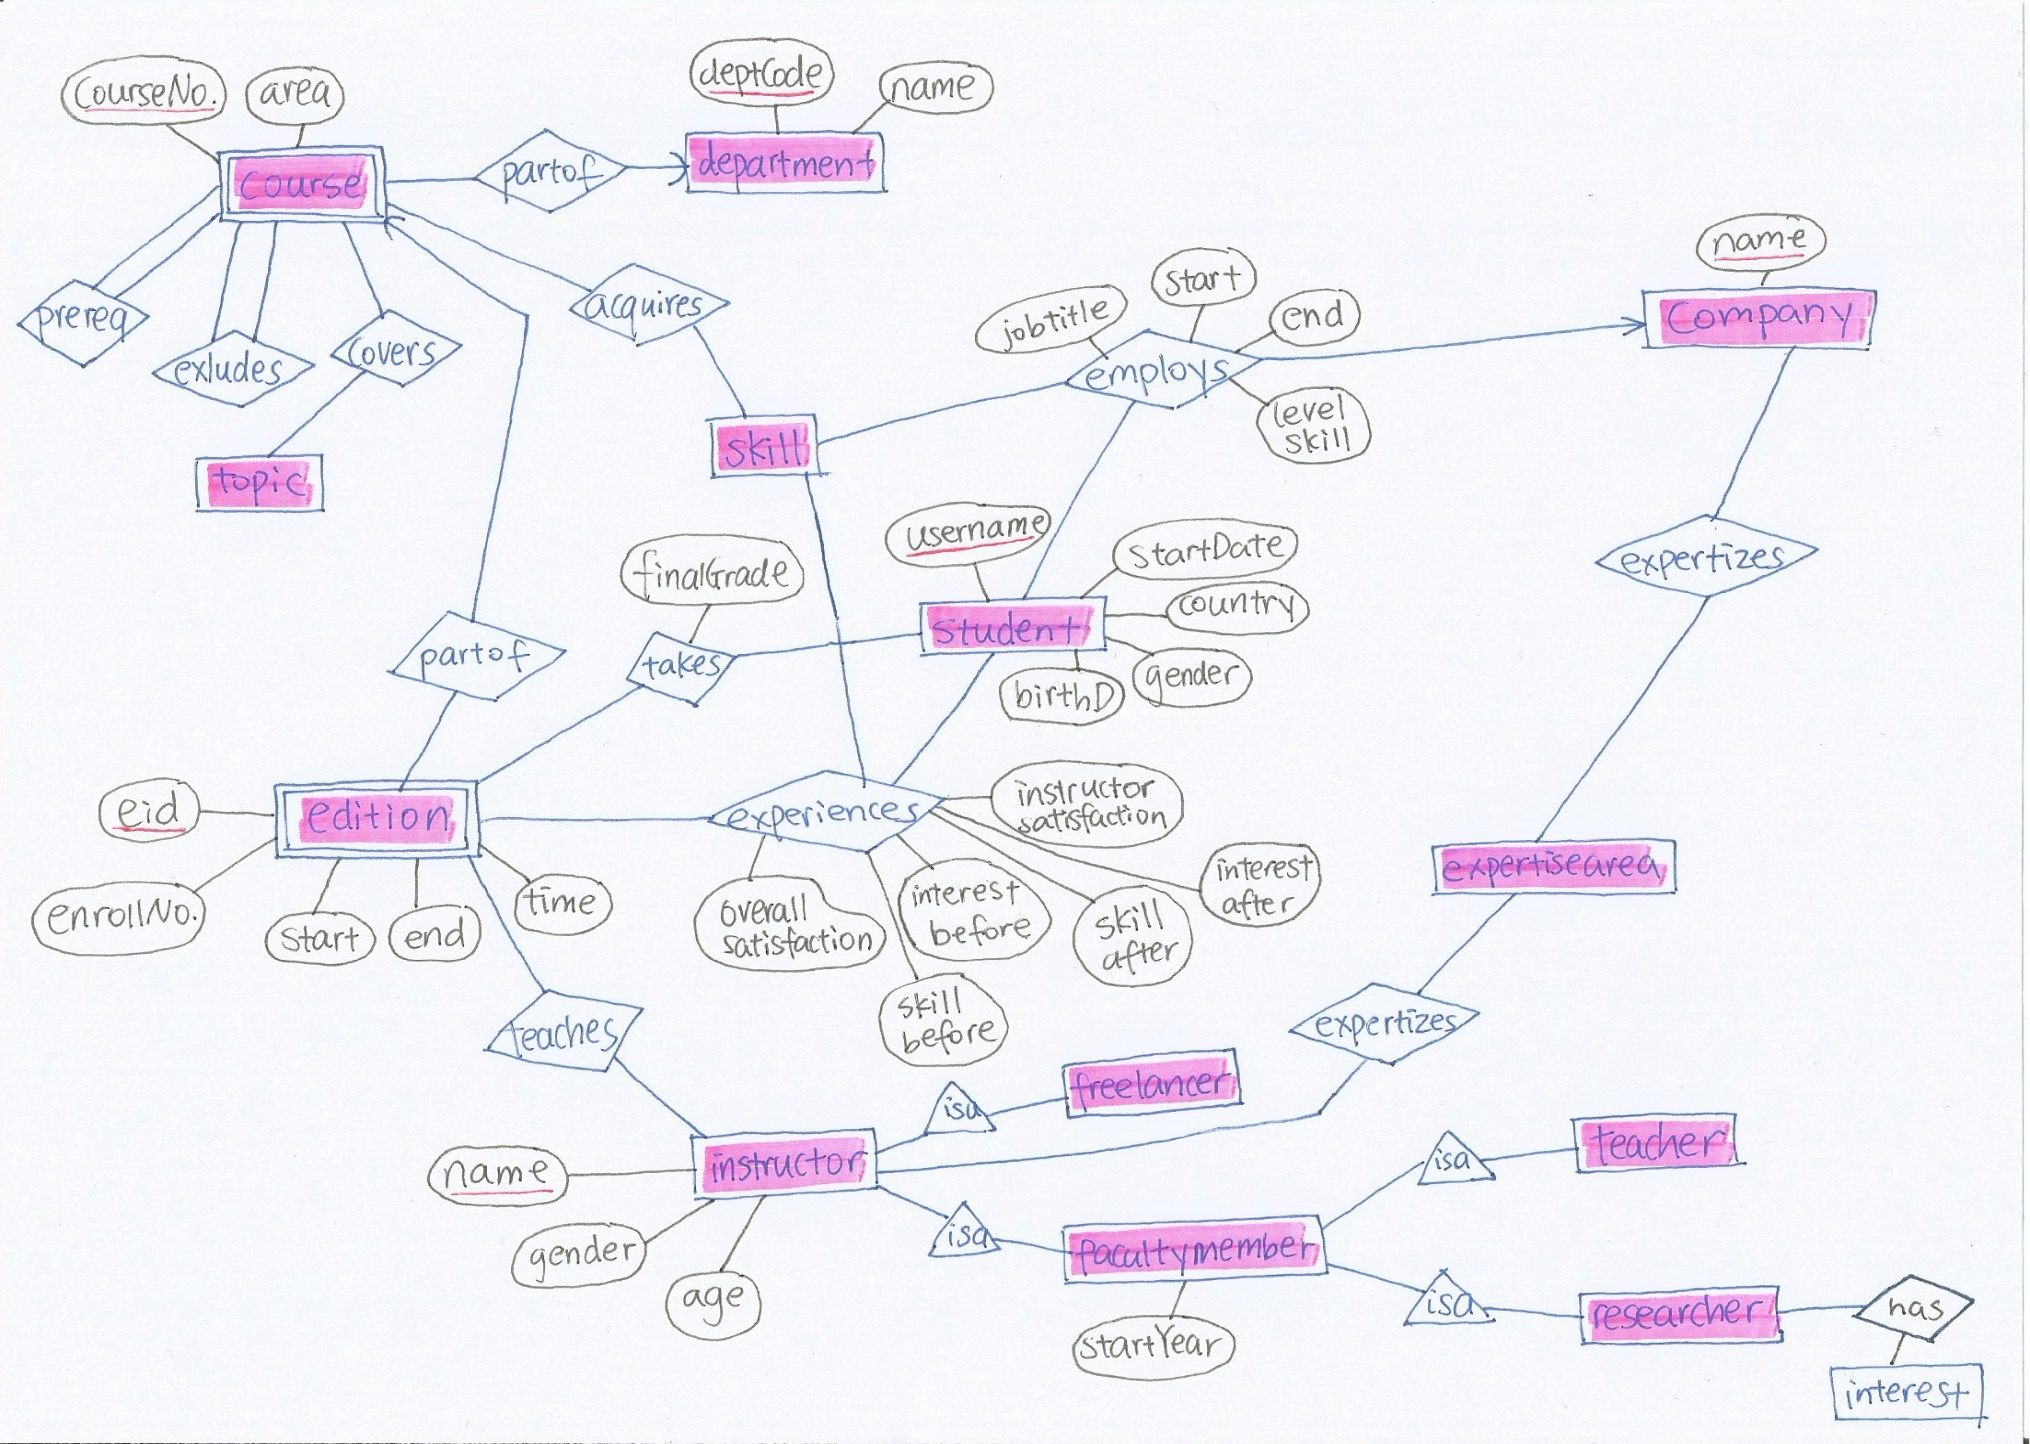 CourseNo.
area
deptCode
name
course
partof
department
name
company
prereq
exludes
covers
acquires
jobtitle
start
end
employs
level
skill
topic
skill
username
startDate
finalGrade
country
student
gender
birthD
partof
takes
expertizes
eid
edition
experiences
instructor
satisfaction
enrollNo.
start
end
time
overall
satisfaction
interest
before
skill
after
interest
after
skill
before
expertisearea
teaches
expertizes
isa
freelancer
name
instructor
isa
teacher
gender
age
isa
facultymember
startYear
isa
researcher
has
interest